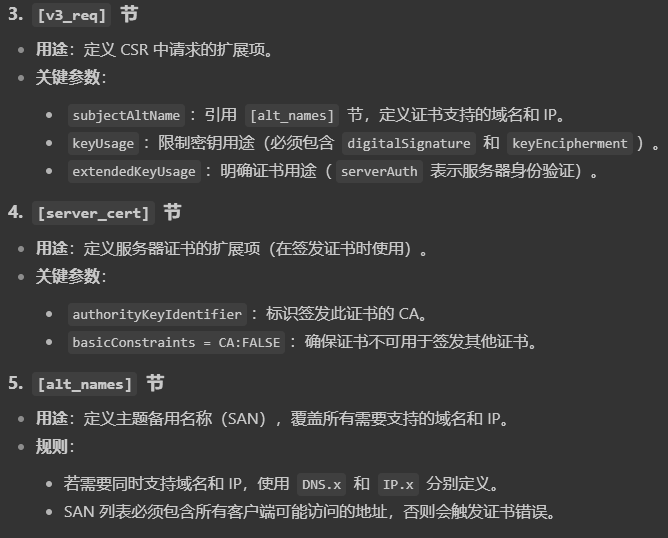 3. [v3_req] 节
用途：定义 CSR 中请求的扩展项。
关键参数：
subjectAltName ：引用 [alt_names] 节，定义证书支持的域名和 IP。
keyUsage ：限制密钥用途（必须包含 digitalSignature 和 keyEncipherment ）。
extendedKeyUsage ：明确证书用途（ serverAuth 表示服务器身份验证）。
4. [server_cert] 节
用途：定义服务器证书的扩展项（在签发证书时使用）。
关键参数：
authorityKeyIdentifier ：标识签发此证书的 CA。
basicConstraints = CA:FALSE ：确保证书不可用于签发其他证书。
5. [alt_names] 节
用途：定义主题备用名称（SAN），覆盖所有需要支持的域名和 IP。
规则：
若需要同时支持域名和 IP，使用 DNS.x 和 IP.x 分别定义。
SAN 列表必须包含所有客户端可能访问的地址，否则会触发证书错误。